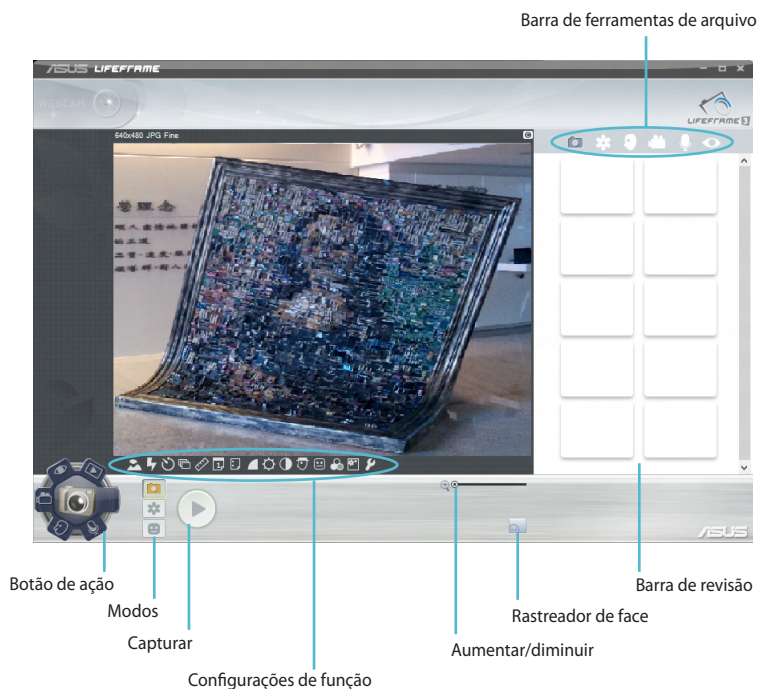 Barra de ferramentas de arquivo
ASUS LIFEFRAME
WEBCAM
LIFEFRAME 3
640x480 JPG Fine
ASUS
Botão de ação
Modos
Capturar
Configurações de função
Aumentar/diminuir
Rastreador de face
Barra de revisão